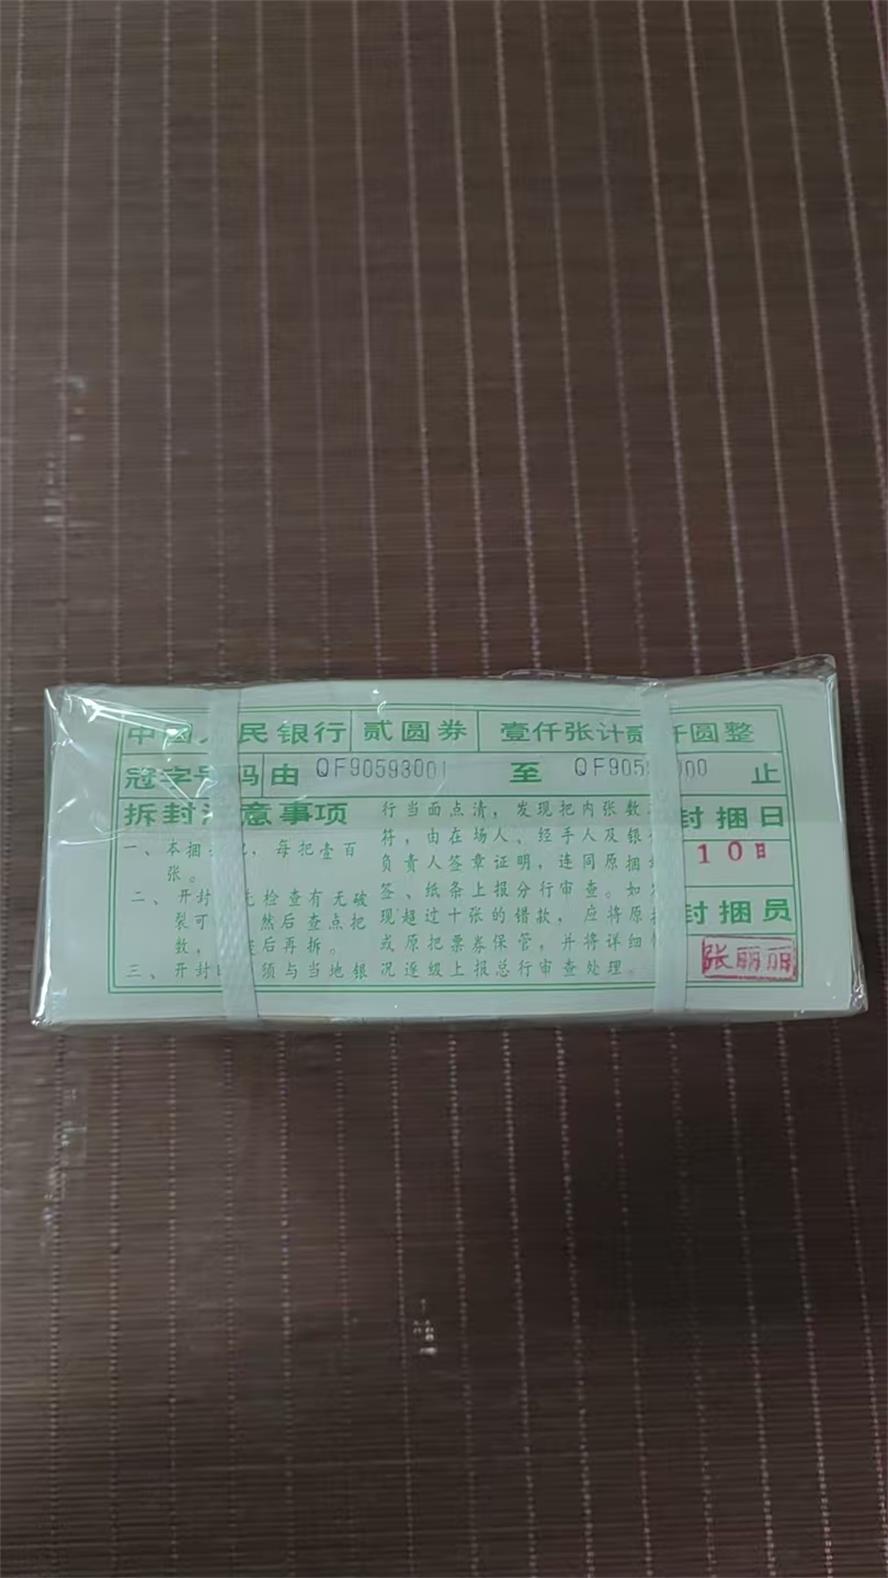 中国人民银行 贰圆券 壹仟张计贰仟圆整
冠字号码由 QF90593001 至 QF905 000 止
拆封注意事项
一、本捆 ，每把壹百
张。
二、开封 先检查有无破
裂可 然后查点把
数， 后再拆。
三、开封 须与当地银
行当面点清，发现把内张数
符，由在场人、经手人及银
负责人签章证明，连同原捆
签、纸条上报分行审查。如
现超过十张的错款，应将原
或原把票券保管，并将详细
况逐级上报总行审查处理。
封捆日
10日
封捆员
张丽丽